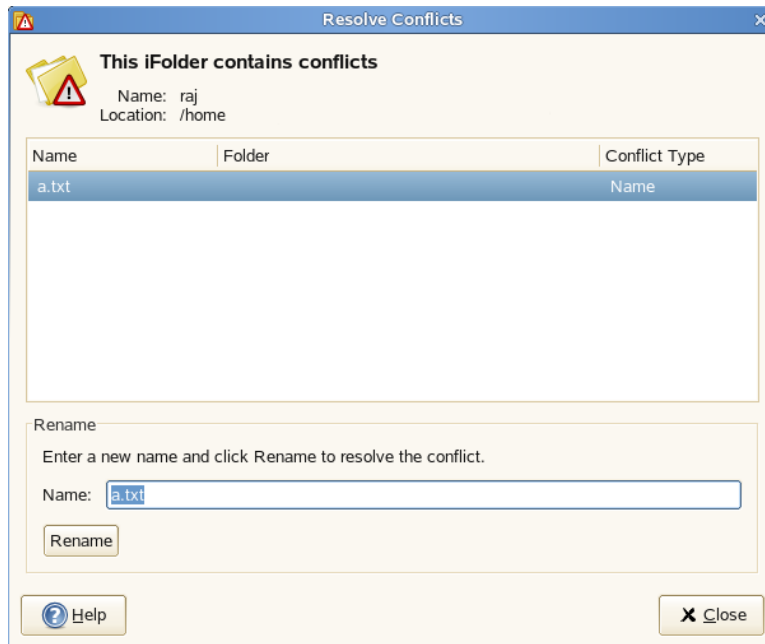 Resolve Conflicts
This iFolder contains conflicts
Name: raj
Location: /home
Name Folder Conflict Type
a.txt Name
Rename
Enter a new name and click Rename to resolve the conflict.
Name: a.txt
Rename
Help Close